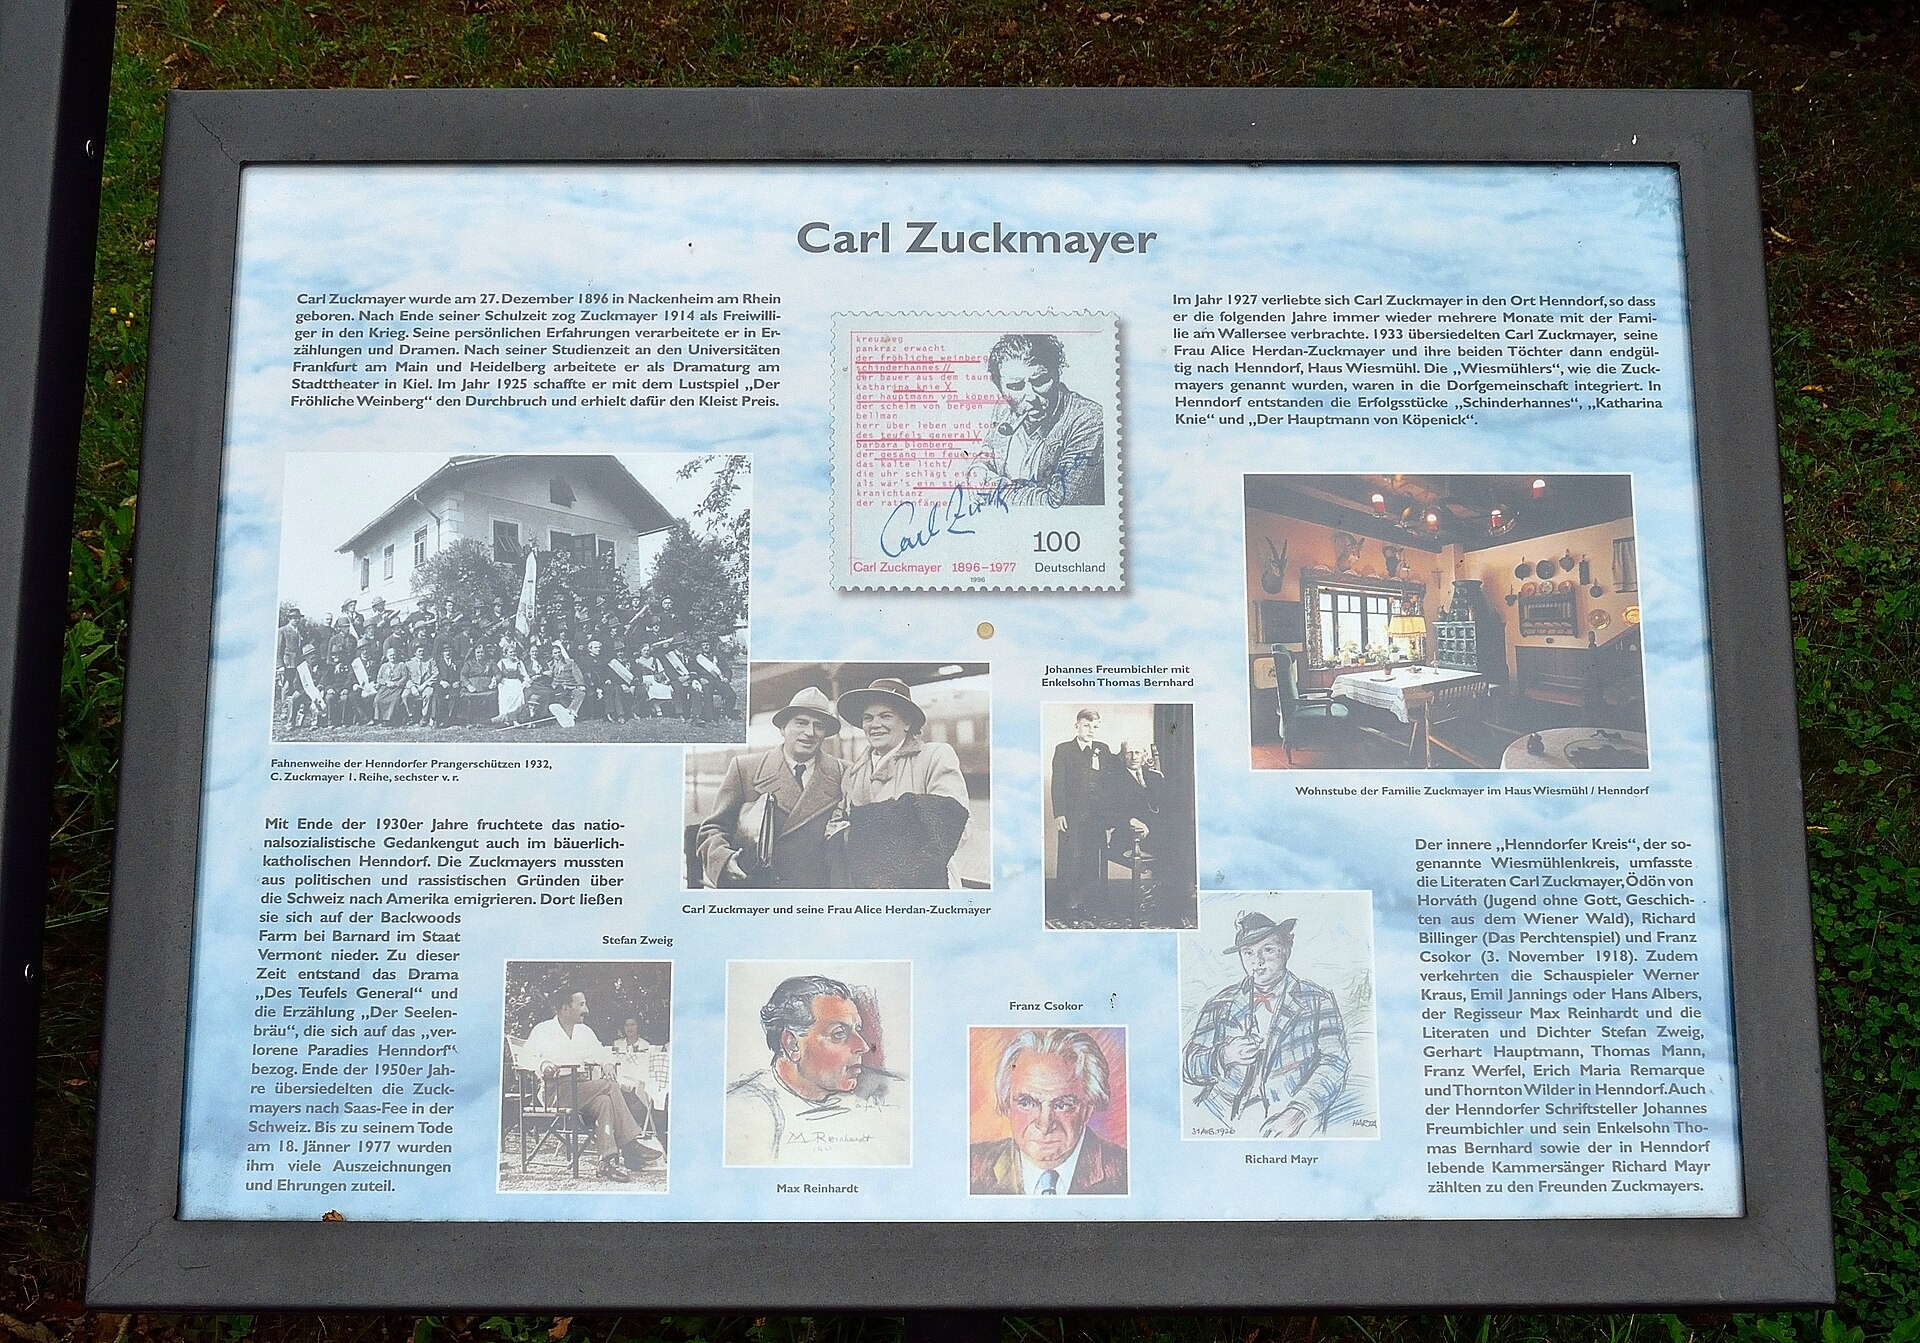 Carl Zuckmayer
Carl Zuckmayer wurde am 27. Dezember 1896 in Nackenheim am Rhein
geboren. Nach Ende seiner Schulzeit zog Zuckmayer 1914 als Freiwilli-
ger in den Krieg. Seine persönlichen Erfahrungen verarbeitete er in Er-
zählungen und Dramen. Nach seiner Studienzeit an den Universitäten
Frankfurt am Main und Heidelberg arbeitete er als Dramaturg am
Stadttheater in Kiel. Im Jahr 1925 schaffte er mit dem Lustspiel „Der
Fröhliche Weinberg“ den Durchbruch und erhielt dafür den Kleist Preis.
kreuzweg
pankraz erwacht
der fröhliche weinberg
schinderhannes//
der bauer aus dem taunu
katharina knie X
der hauptmann von köpenic
der schelm von bergen
bellman
herr über leben und tod
des teufels general X
barbara blomberg
der gesang im feuerofen
das kalte licht/
die uhr schlägt eins
als wär's ein stück von
kranichtanz
der rattenfänger
Carl Zuckmayer
100
Carl Zuckmayer 1896–1977 Deutschland
1996
Im Jahr 1927 verliebte sich Carl Zuckmayer in den Ort Henndorf, so dass
er die folgenden Jahre immer wieder mehrere Monate mit der Fami-
lie am Wallersee verbrachte. 1933 übersiedelten Carl Zuckmayer, seine
Frau Alice Herdan-Zuckmayer und ihre beiden Töchter dann endgül-
tig nach Henndorf, Haus Wiesmühl. Die „Wiesmühlers“, wie die Zuck-
mayers genannt wurden, waren in die Dorfgemeinschaft integriert. In
Henndorf entstanden die Erfolgsstücke „Schinderhannes“, „Katharina
Knie“ und „Der Hauptmann von Köpenick“.
Fahnenweihe der Henndorfer Prangerschützen 1932,
C. Zuckmayer 1. Reihe, sechster v. r.
Johannes Freumbichler mit
Enkelsohn Thomas Bernhard
Wohnstube der Familie Zuckmayer im Haus Wiesmühl / Henndorf
Mit Ende der 1930er Jahre fruchtete das natio-
nalsozialistische Gedankengut auch im bäuerlich-
katholischen Henndorf. Die Zuckmayers mussten
aus politischen und rassistischen Gründen über
die Schweiz nach Amerika emigrieren. Dort ließen
sie sich auf der Backwoods
Farm bei Barnard im Staat
Vermont nieder. Zu dieser
Zeit entstand das Drama
„Des Teufels General“ und
die Erzählung „Der Seelen-
bräu“, die sich auf das „ver-
lorene Paradies Henndorf“
bezog. Ende der 1950er Jah-
re übersiedelten die Zuck-
mayers nach Saas-Fee in der
Schweiz. Bis zu seinem Tode
am 18. Jänner 1977 wurden
ihm viele Auszeichnungen
und Ehrungen zuteil.
Carl Zuckmayer und seine Frau Alice Herdan-Zuckmayer
Stefan Zweig
M. Reinhardt
Max Reinhardt
Franz Csokor
31 AUG. 1926
HARTA
Richard Mayr
Der innere „Henndorfer Kreis“, der so-
genannte Wiesmühlenkreis, umfasste
die Literaten Carl Zuckmayer, Ödön von
Horváth (Jugend ohne Gott, Geschich-
ten aus dem Wiener Wald), Richard
Billinger (Das Perchtenspiel) und Franz
Csokor (3. November 1918). Zudem
verkehrten die Schauspieler Werner
Kraus, Emil Jannings oder Hans Albers,
der Regisseur Max Reinhardt und die
Literaten und Dichter Stefan Zweig,
Gerhart Hauptmann, Thomas Mann,
Franz Werfel, Erich Maria Remarque
und Thornton Wilder in Henndorf. Auch
der Henndorfer Schriftsteller Johannes
Freumbichler und sein Enkelsohn Tho-
mas Bernhard sowie der in Henndorf
lebende Kammersänger Richard Mayr
zählten zu den Freunden Zuckmayers.